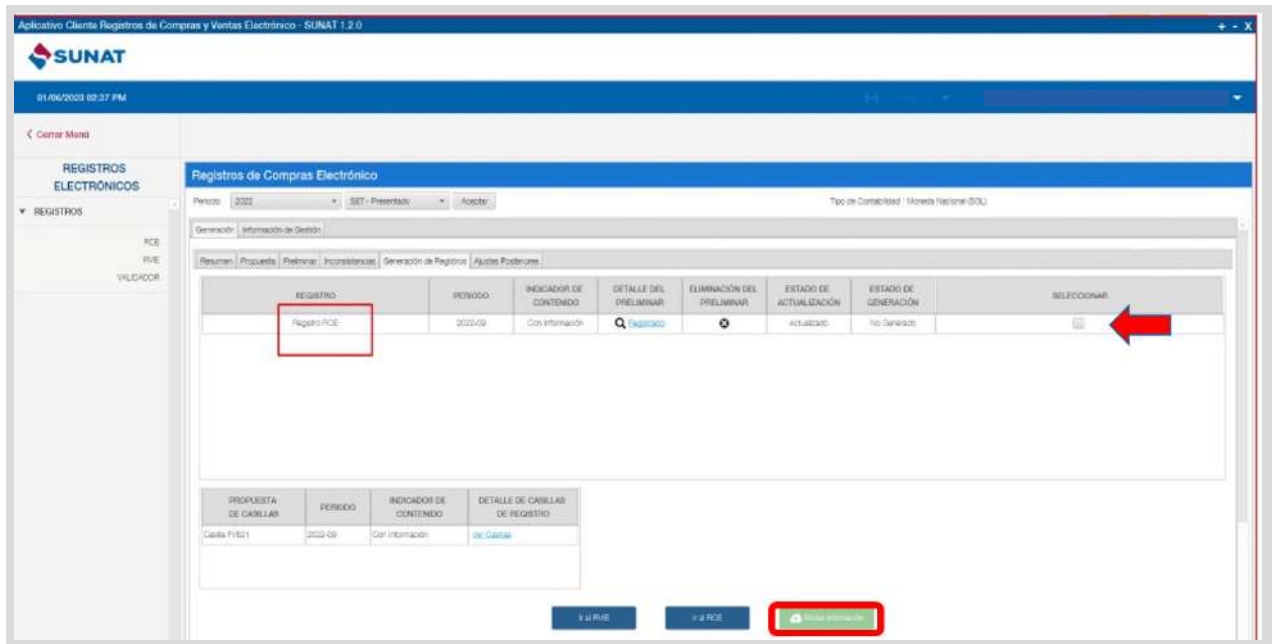 Aplicativo Cliente Registros de Compras y Ventas Electrónico - SUNAT 1.2.0
+ - X
SUNAT
01/06/2023 02:37 PM
Cerrar Menú
REGISTROS
ELECTRÓNICOS
REGISTROS
RCE
RVIE
VALIDADOR
Registros de Compras Electrónico
Periodo 2022 SET - Presentado Aceptar Tipo de Contabilidad : Moneda Nacional (SOL)
Generación Información de Gestión
Resumen Propuesta Preliminar Inconsistencias Generación de Registros Ajustes Posteriores
REGISTRO PERIODO INDICADOR DE CONTENIDO DETALLE DEL PRELIMINAR ELIMINACIÓN DEL PRELIMINAR ESTADO DE ACTUALIZACIÓN ESTADO DE GENERACIÓN SELECCIONAR
Registro RCE 2022-09 Con Información Registrado Actualizado No Generado
PROPUESTA DE CASILLAS PERIODO INDICADOR DE CONTENIDO DETALLE DE CASILLAS DE REGISTRO
Casilla FV621 2022-09 Con Información Ver Casillas
Ir al RVIE Ir al RCE